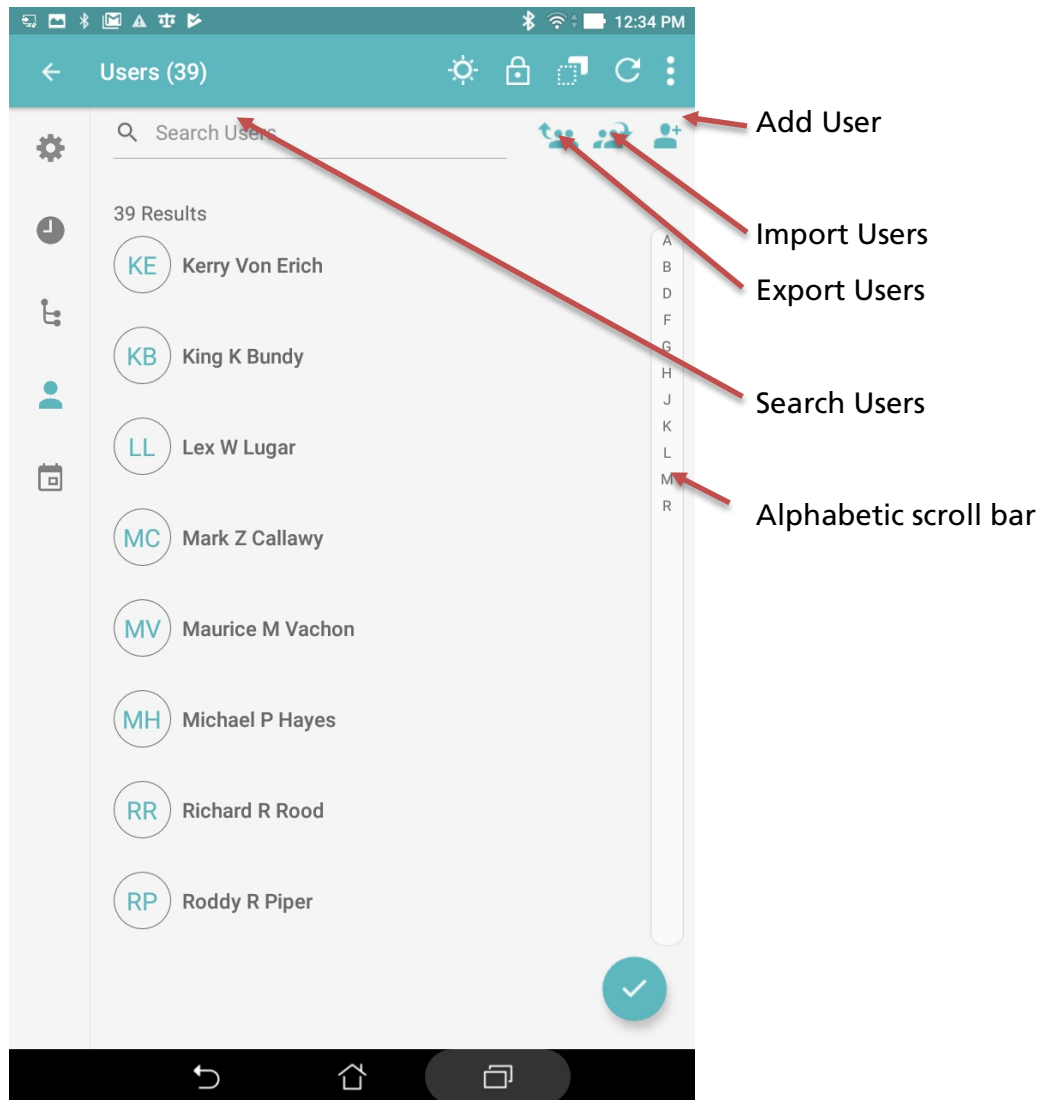 12:34 PM
Users (39)
Search Users
Add User
39 Results
Import Users
Export Users
KE Kerry Von Erich
KB King K Bundy
Search Users
LL Lex W Lugar
Alphabetic scroll bar
MC Mark Z Callawy
MV Maurice M Vachon
MH Michael P Hayes
RR Richard R Rood
RP Roddy R Piper
A
B
D
F
G
H
J
K
L
M
R